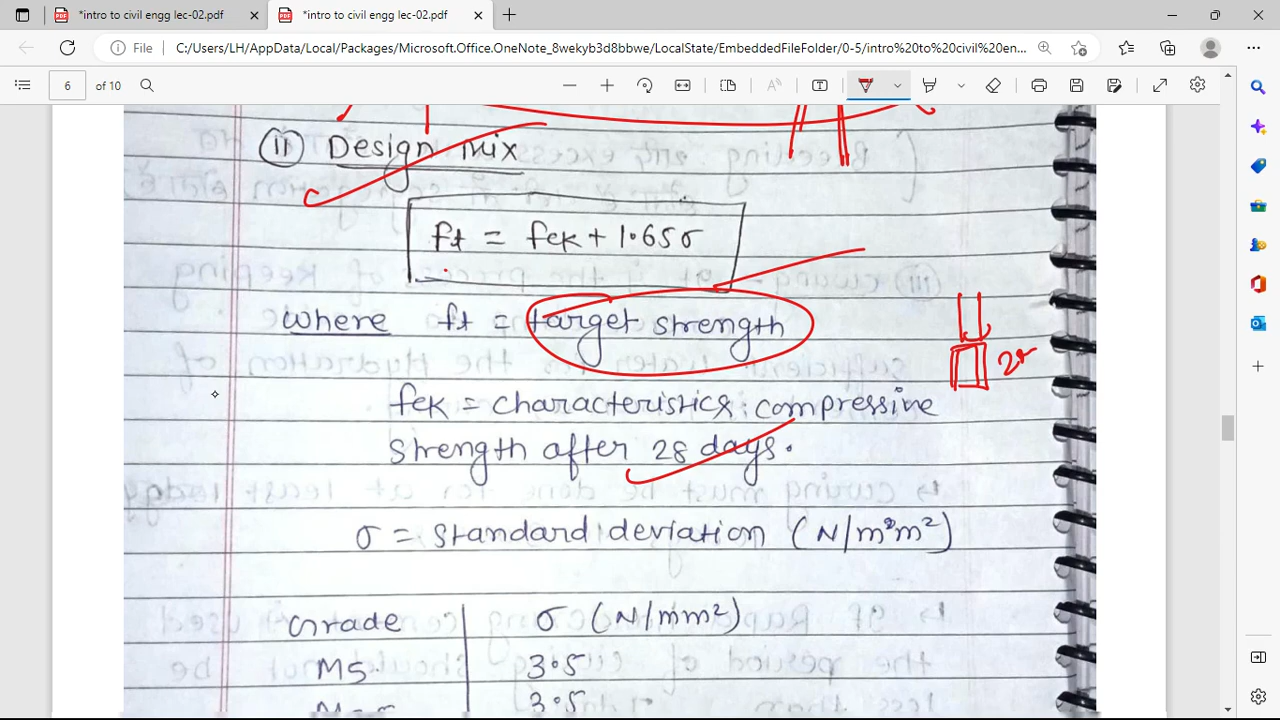 *intro to civil engg lec-02.pdf
*intro to civil engg lec-02.pdf
File
C:/Users/LH/AppData/Local/Packages/Microsoft.Office.OneNote_8wekyb3d8bbwe/LocalState/EmbeddedFileFolder/0-5/intro%20to%20civil%20en...
6 of 10
(ii) Design mix
ft = fck + 1.65σ
where ft = target strength
fck = characteristics compressive
strength after 28 days.
σ = standard deviation (N/mm²)
Grade σ (N/mm²)
M5 3.5
3.5